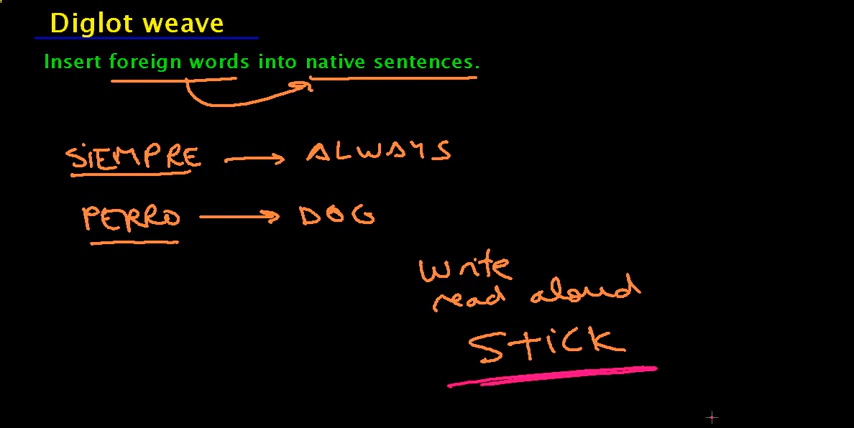 Diglot weave
Insert foreign words into native sentences.
SiEMPRE → ALWAYS
PERRO → DOG
Write
read aloud
STiCK